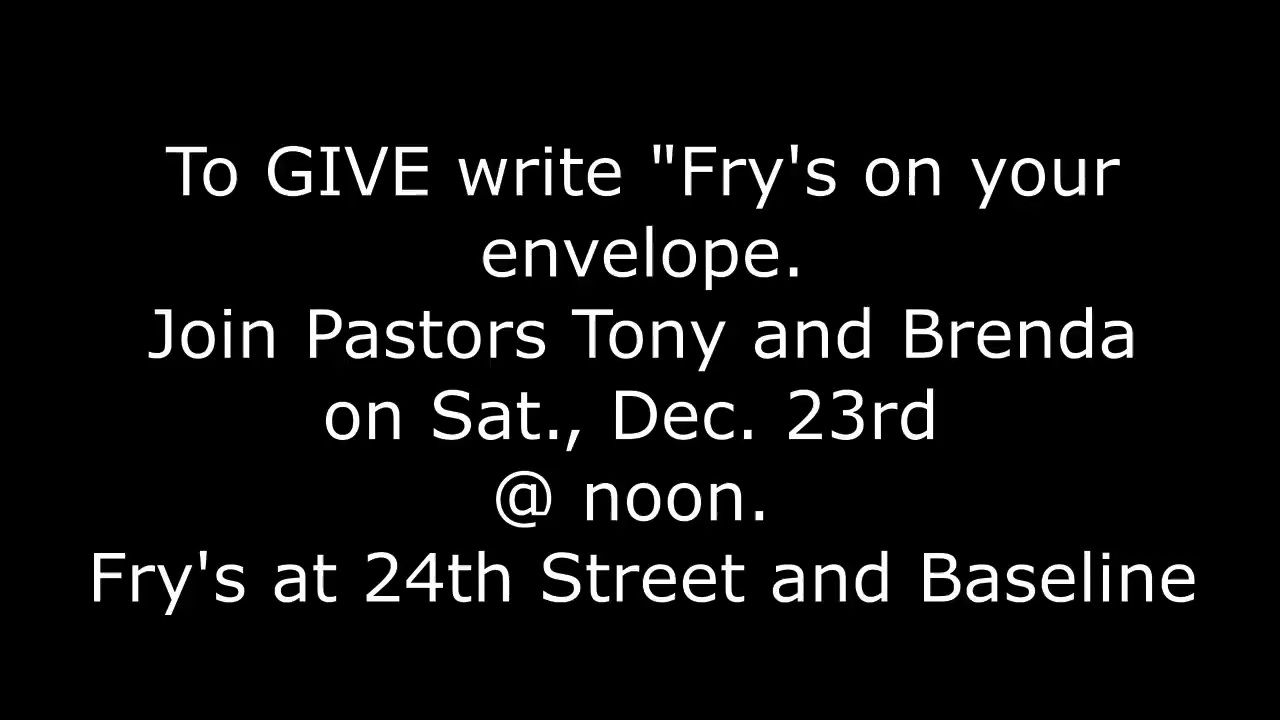 To GIVE write "Fry's on your
envelope.
Join Pastors Tony and Brenda
on Sat., Dec. 23rd
@ noon.
Fry's at 24th Street and Baseline